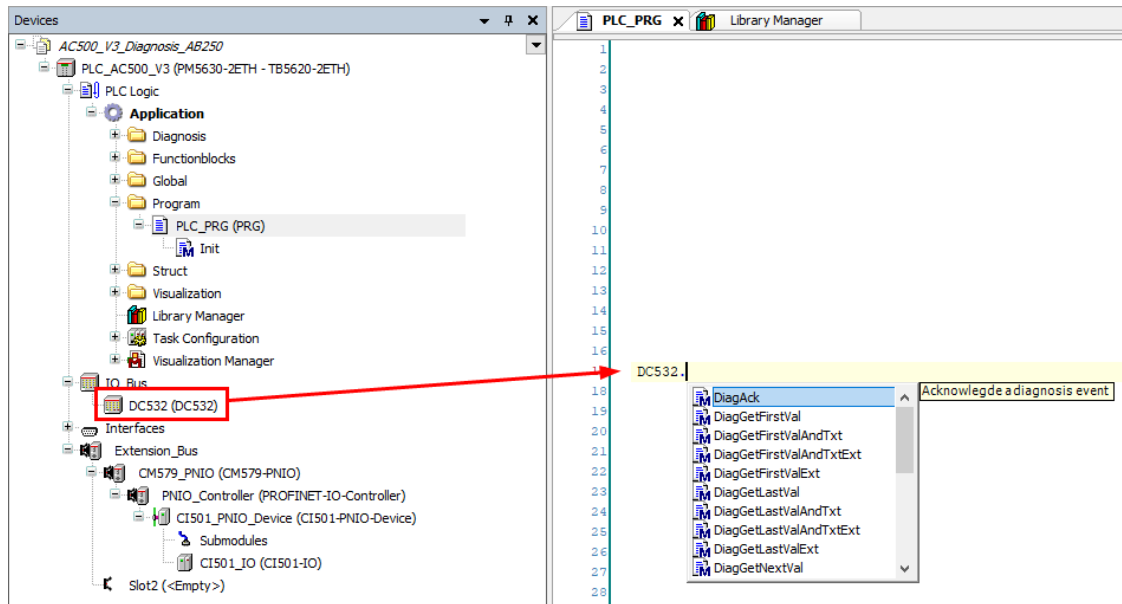 Devices
AC500_V3_Diagnosis_AB250
PLC_AC500_V3 (PM5630-2ETH - TB5620-2ETH)
PLC Logic
Application
Diagnosis
Functionblocks
Global
Program
PLC_PRG (PRG)
Init
Struct
Visualization
Library Manager
Task Configuration
Visualization Manager
IO_Bus
DC532 (DC532)
Interfaces
Extension_Bus
CM579_PNIO (CM579-PNIO)
PNIO_Controller (PROFINET-IO-Controller)
CI501_PNIO_Device (CI501-PNIO-Device)
Submodules
CI501_IO (CI501-IO)
Slot2 (<Empty>)
PLC_PRG
Library Manager
1
2
3
4
5
6
7
8
9
10
11
12
13
14
15
16
DC532.
18
19
20
21
22
23
24
25
26
27
28
DiagAck
DiagGetFirstVal
DiagGetFirstValAndTxt
DiagGetFirstValAndTxtExt
DiagGetFirstValExt
DiagGetLastVal
DiagGetLastValAndTxt
DiagGetLastValAndTxtExt
DiagGetLastValExt
DiagGetNextVal
Acknowlegde a diagnosis event